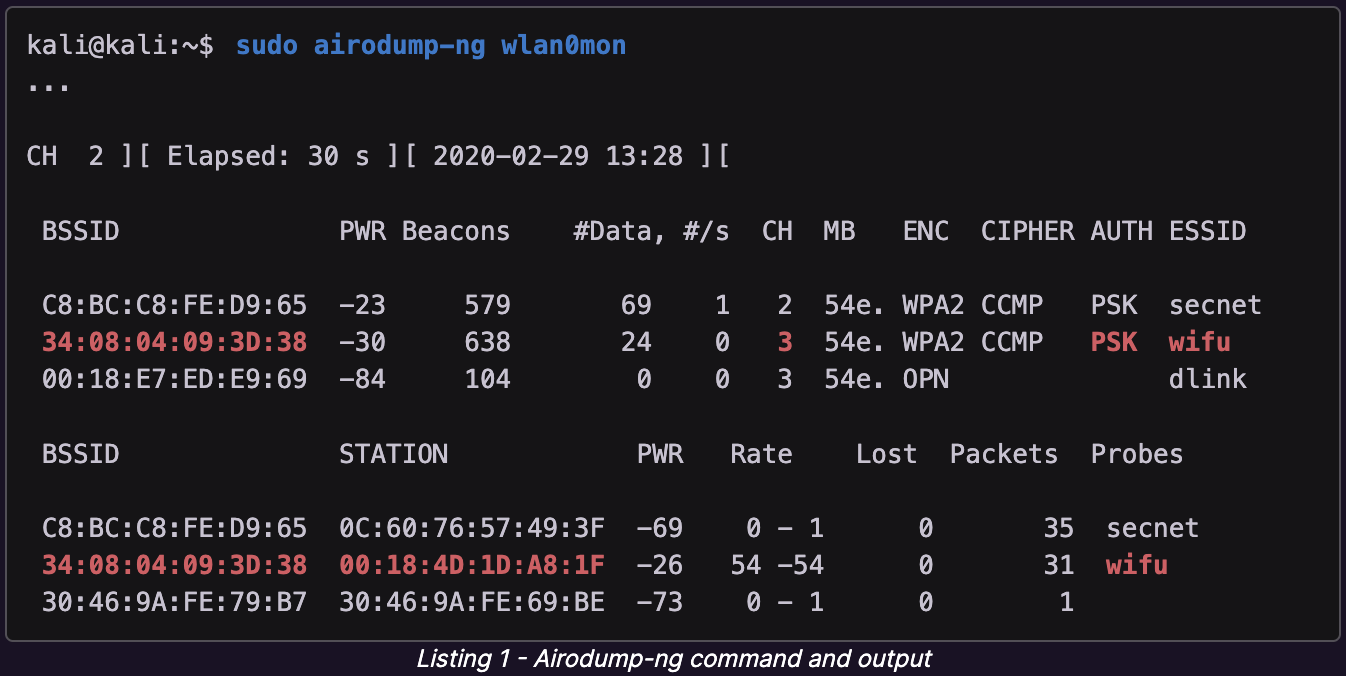 kali@kali:~$ sudo airodump-ng wlan0mon
...
CH 2 ][ Elapsed: 30 s ][ 2020-02-29 13:28 ][
BSSID PWR Beacons #Data, #/s CH MB ENC CIPHER AUTH ESSID
C8:BC:C8:FE:D9:65 -23 579 69 1 2 54e. WPA2 CCMP PSK secnet
34:08:04:09:3D:38 -30 638 24 0 3 54e. WPA2 CCMP PSK wifu
00:18:E7:ED:E9:69 -84 104 0 0 3 54e. OPN dlink
BSSID STATION PWR Rate Lost Packets Probes
C8:BC:C8:FE:D9:65 0C:60:76:57:49:3F -69 0 - 1 0 35 secnet
34:08:04:09:3D:38 00:18:4D:1D:A8:1F -26 54 -54 0 31 wifu
30:46:9A:FE:79:B7 30:46:9A:FE:69:BE -73 0 - 1 0 1
Listing 1 - Airodump-ng command and output